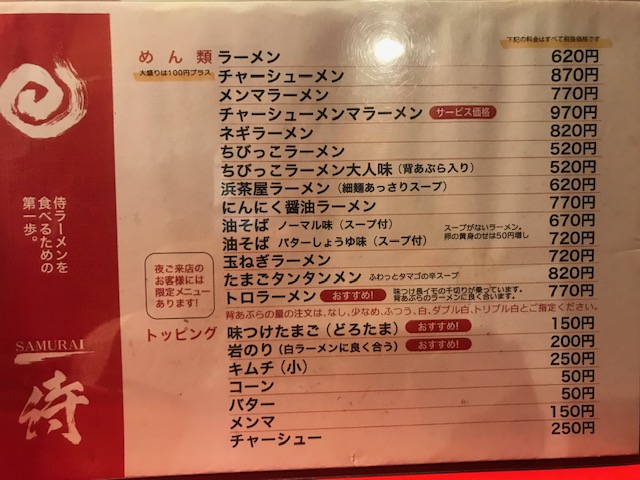 下記の料金はすべて税抜価格です
めん類
大盛りは100円プラス
ラーメン 620円
チャーシューメン 870円
メンマラーメン 770円
チャーシューメンマラーメン サービス価格 970円
ネギラーメン 820円
ちびっこラーメン 520円
ちびっこラーメン大人味（背あぶら入り） 520円
浜茶屋ラーメン（細麺あっさりスープ） 620円
にんにく醤油ラーメン 770円
油そば ノーマル味（スープ付） 670円
油そば バターしょうゆ味（スープ付） 720円
スープがないラーメン。
卵の黄身のせは50円増し
玉ねぎラーメン 770円
たまごタンタンメン ふわっとタマゴの辛スープ 820円
トロラーメン おすすめ! 770円
味つけ長イモの千切りが乗っています。
背あぶらのラーメンに良く合います。
背あぶらの量の注文は、なし、少なめ、ふつう、白、ダブル白、トリプル白とご指定ください。
トッピング
味つけたまご（どろたま） おすすめ! 150円
岩のり（白ラーメンに良く合う） おすすめ! 200円
キムチ（小） 250円
コーン 50円
バター 50円
メンマ 150円
チャーシュー 250円
夜ご来店の
お客様には
限定メニュー
あります!
侍ラーメンを
食べるための
第一歩。
SAMURAI
侍